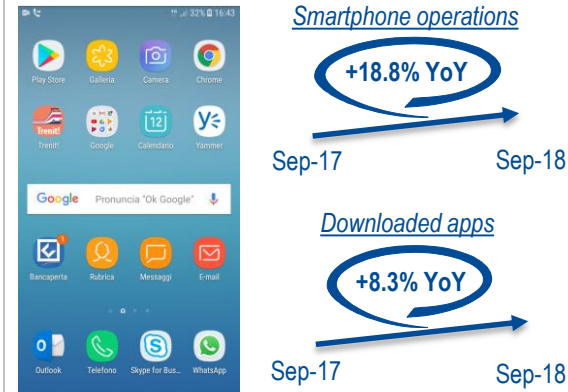 32% 16:43
Play Store Galleria Camera Chrome
Trenit!
12
Trenit! Google Calendario Yammer
Google Pronuncia "Ok Google"
1
Bancaperta Rubrica Messaggi E-mail
Outlook Telefono Skype for Bus... WhatsApp
Smartphone operations
+18.8% YoY
Sep-17 Sep-18
Downloaded apps
+8.3% YoY
Sep-17 Sep-18